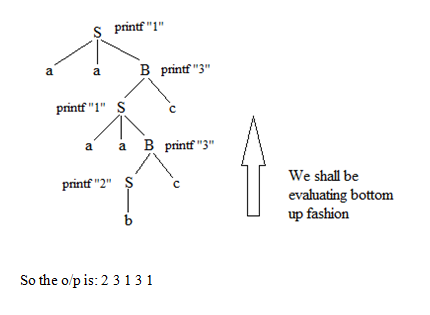 S printf "1"
a a B printf "3"
printf "1" S c
a a B printf "3"
printf "2" S c
b
We shall be
evaluating bottom
up fashion
So the o/p is: 2 3 1 3 1